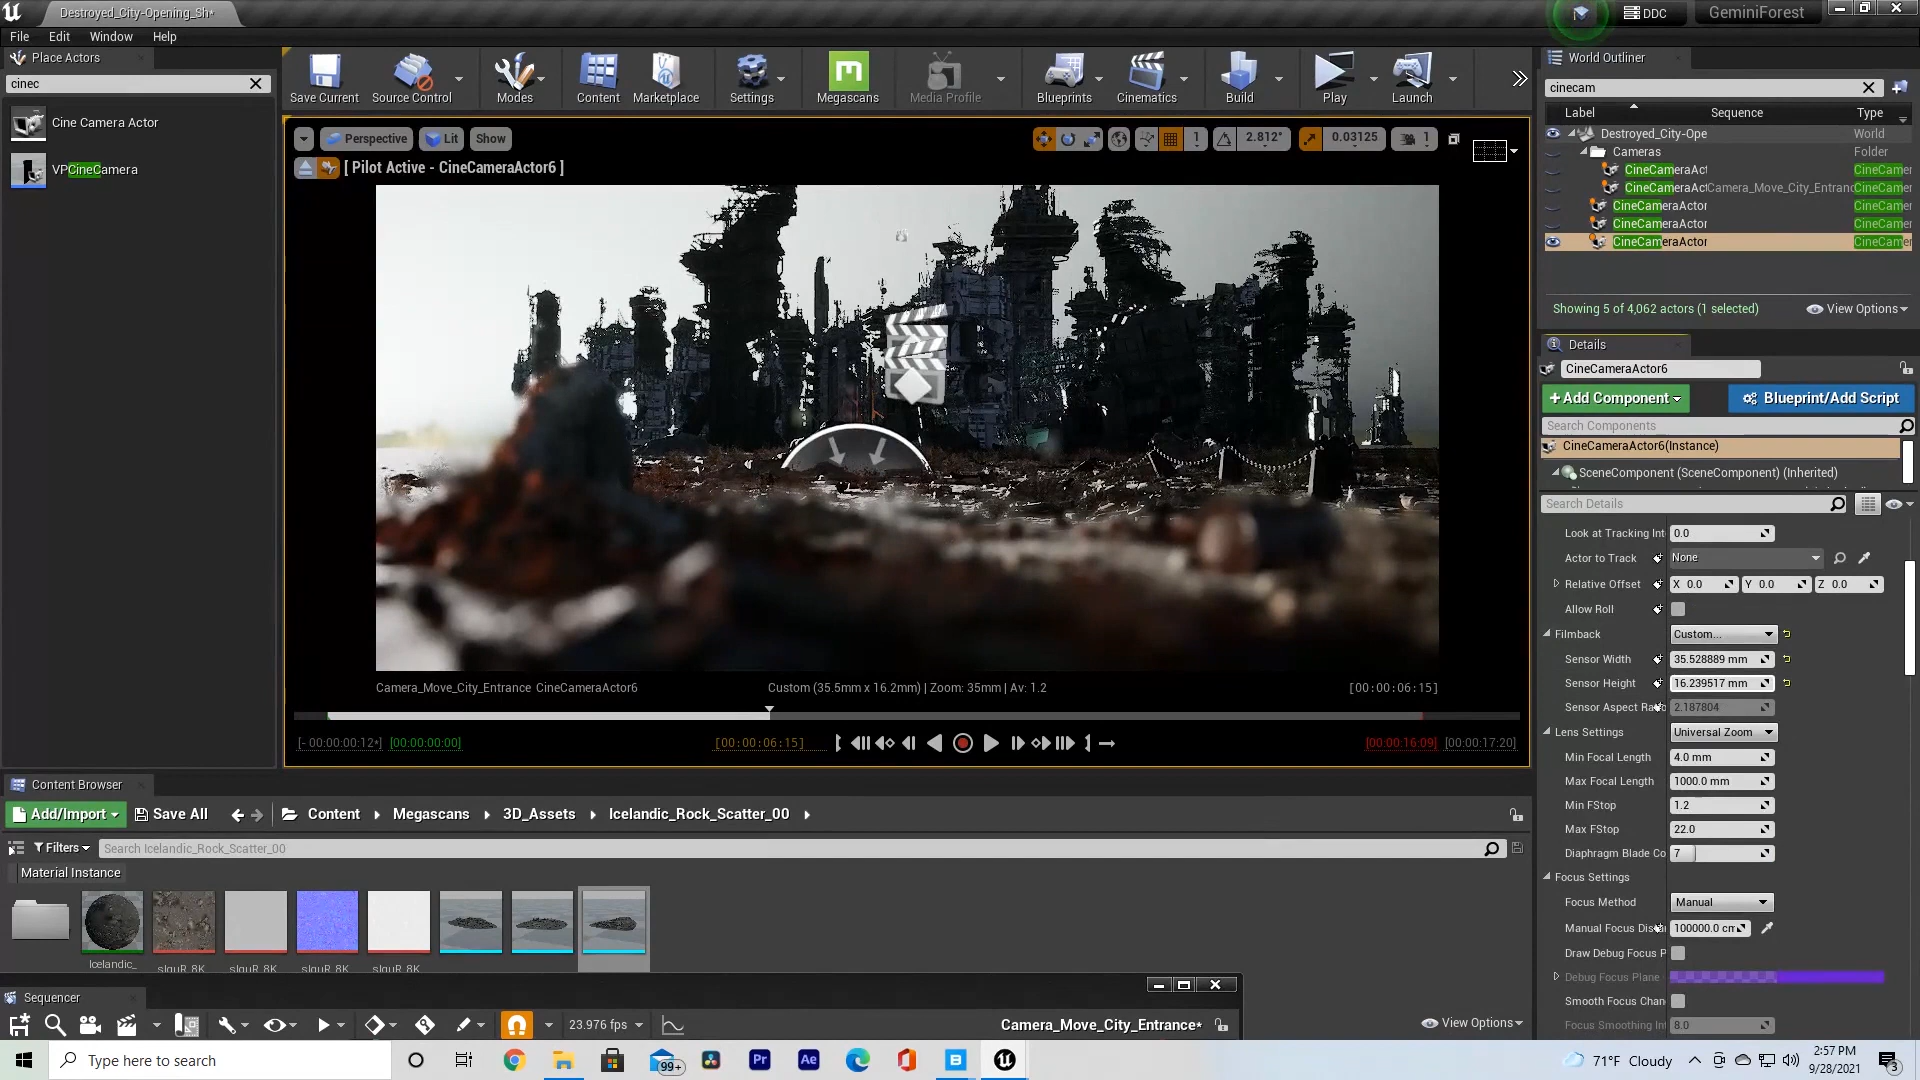 Destroyed_City-Opening_Sh*
DDC
GeminiForest
File
Edit
Window
Help
Place Actors
cinec
Cine Camera Actor
VPCineCamera
Save Current
Source Control
Modes
Content
Marketplace
Settings
Megascans
Media Profile
Blueprints
Cinematics
Build
Play
Launch
Perspective
Lit
Show
1
2.812°
0.03125
1
[ Pilot Active - CineCameraActor6 ]
Camera_Move_City_Entrance CineCameraActor6
Custom (35.5mm x 16.2mm) | Zoom: 35mm | Av: 1.2
[00:00:06:15]
[- 00:00:00:12*]
[00:00:00:00]
[00:00:06:15]
[00:00:16:09]
[00:00:17:20]
World Outliner
cinecam
Label
Sequence
Type
Destroyed_City-Ope
World
Cameras
Folder
CineCameraAct
CineCamer
CineCameraAct
Camera_Move_City_Entranc
CineCamer
CineCameraActor
CineCamer
CineCameraActor
CineCamer
CineCameraActor
CineCamer
Showing 5 of 4,062 actors (1 selected)
View Options
Details
CineCameraActor6
+Add Component
Blueprint/Add Script
Search Components
CineCameraActor6(Instance)
SceneComponent (SceneComponent) (Inherited)
Search Details
Look at Tracking Int
0.0
Actor to Track
None
Relative Offset
X 0.0
Y 0.0
Z 0.0
Allow Roll
Filmback
Custom...
Sensor Width
35.528889 mm
Sensor Height
16.239517 mm
Sensor Aspect Ra
2.187804
Lens Settings
Universal Zoom
Min Focal Length
4.0 mm
Max Focal Length
1000.0 mm
Min FStop
1.2
Max FStop
22.0
Diaphragm Blade Co
7
Focus Settings
Focus Method
Manual
Manual Focus Dista
100000.0 cm
Draw Debug Focus P
Debug Focus Plane
Smooth Focus Chan
Focus Smoothing Int
8.0
Content Browser
Add/Import
Save All
Content
Megascans
3D_Assets
Icelandic_Rock_Scatter_00
Filters
Search Icelandic_Rock_Scatter_00
Material Instance
Icelandic_
View Options
Sequencer
23.976 fps
Camera_Move_City_Entrance*
Type here to search
99+
Pr
Ae
71°F Cloudy
2:57 PM
9/28/2021
3